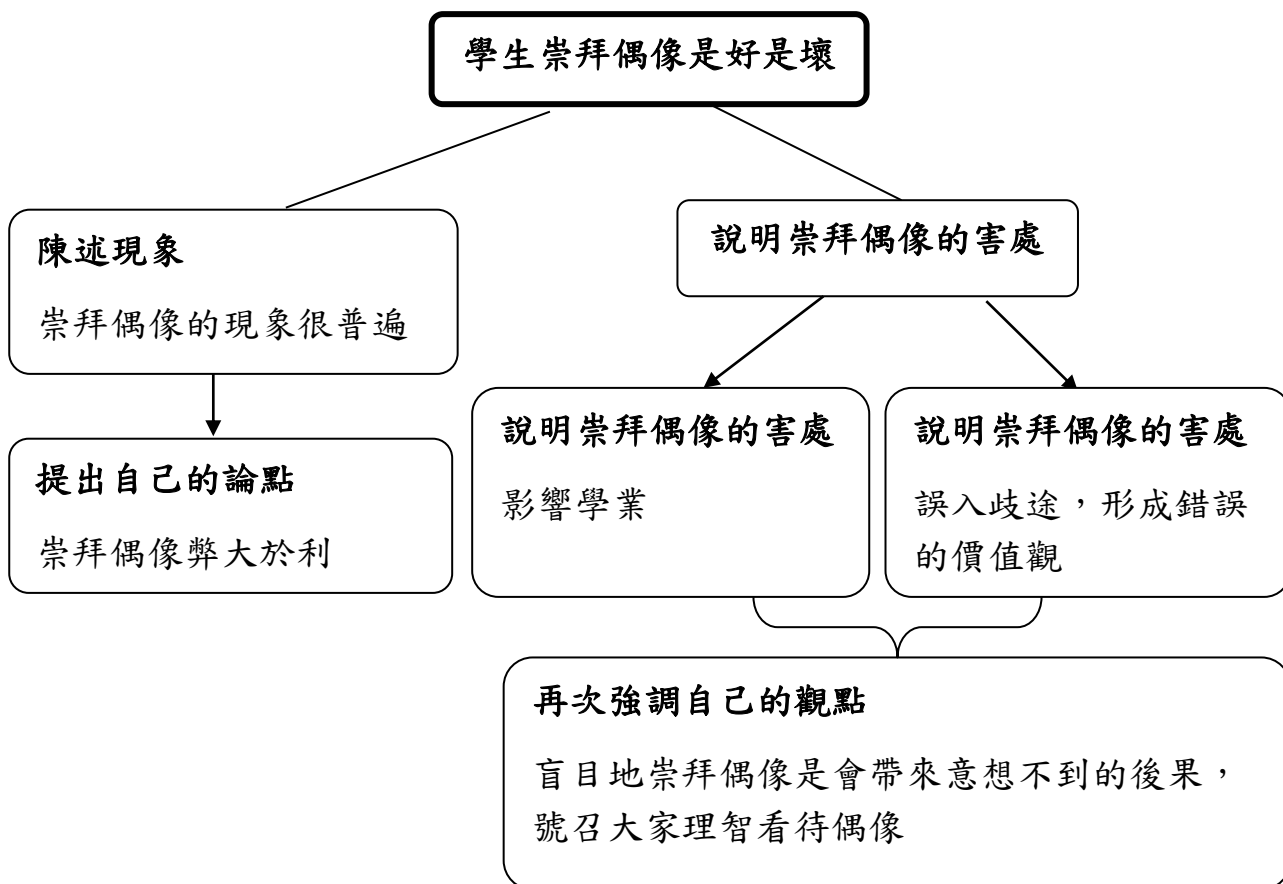 學生崇拜偶像是好是壞
陳述現象
崇拜偶像的現象很普遍
提出自己的論點
崇拜偶像弊大於利
說明崇拜偶像的害處
說明崇拜偶像的害處
影響學業
說明崇拜偶像的害處
誤入歧途，形成錯誤
的價值觀
再次強調自己的觀點
盲目地崇拜偶像是會帶來意想不到的後果，
號召大家理智看待偶像